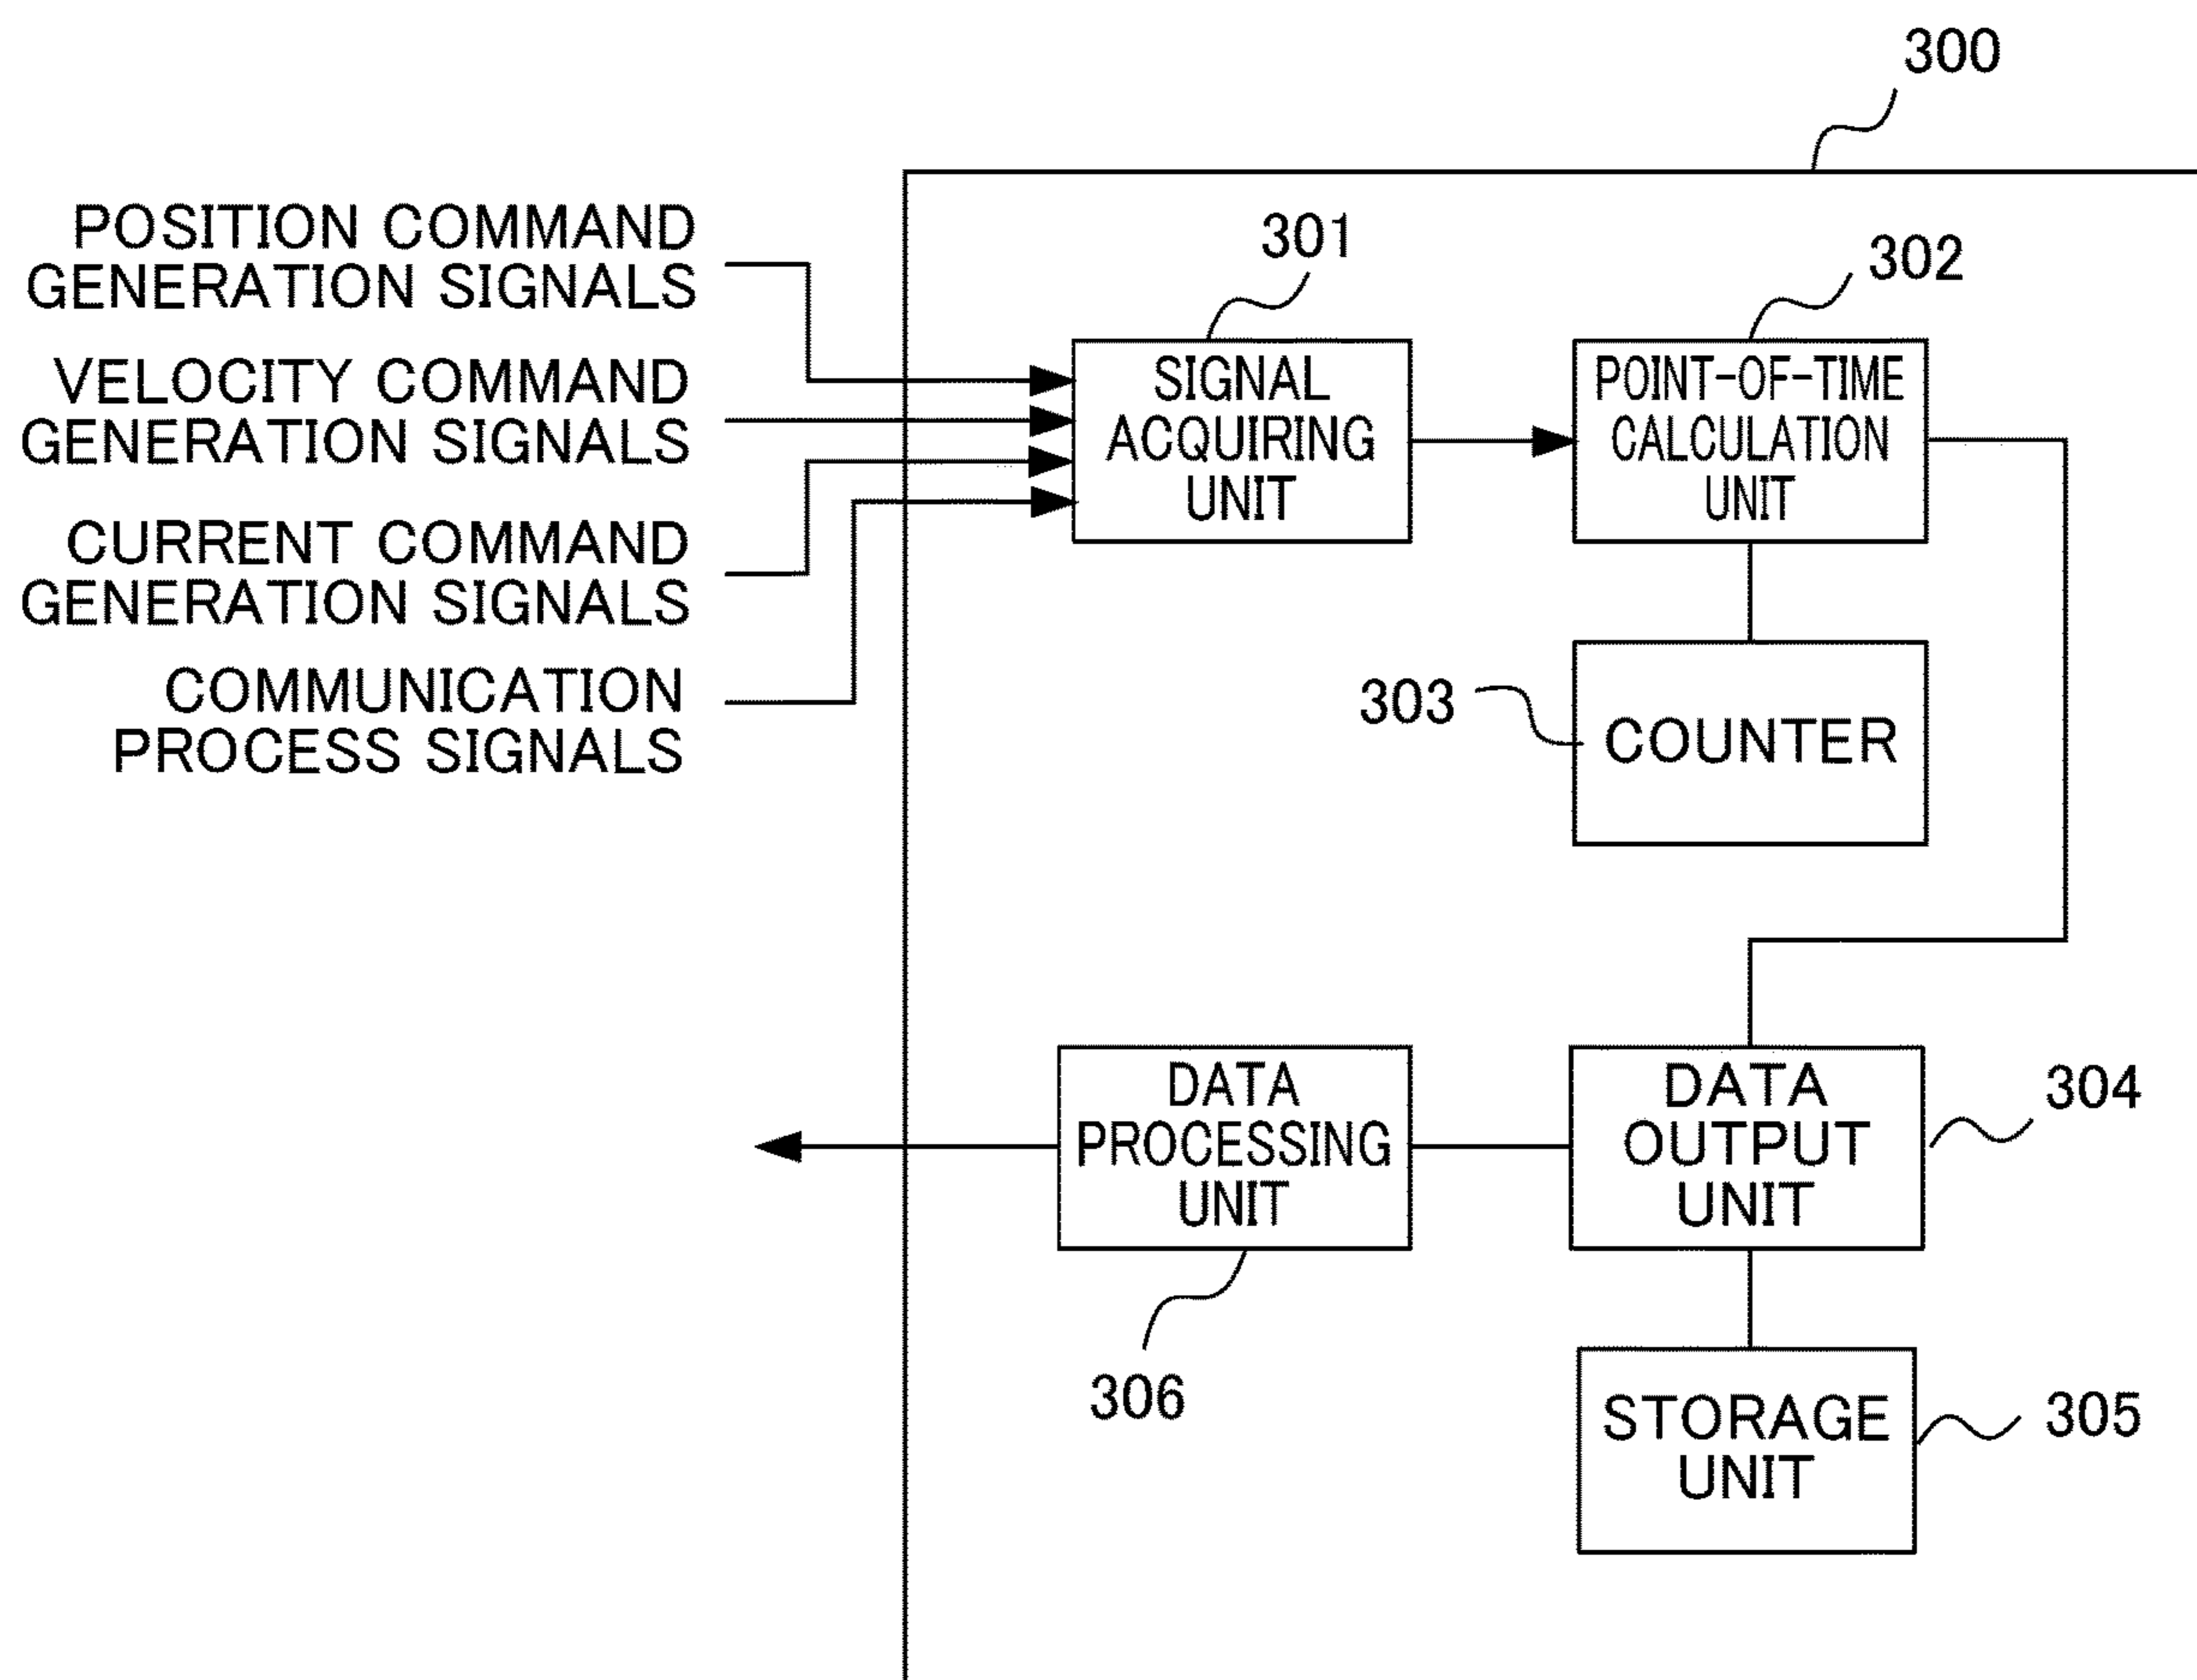 300
POSITION COMMAND
GENERATION SIGNALS
VELOCITY COMMAND
GENERATION SIGNALS
CURRENT COMMAND
GENERATION SIGNALS
COMMUNICATION
PROCESS SIGNALS
301
SIGNAL
ACQUIRING
UNIT
302
POINT-OF-TIME
CALCULATION
UNIT
303
COUNTER
DATA
PROCESSING
UNIT
306
DATA
OUTPUT
UNIT
304
STORAGE
UNIT
305